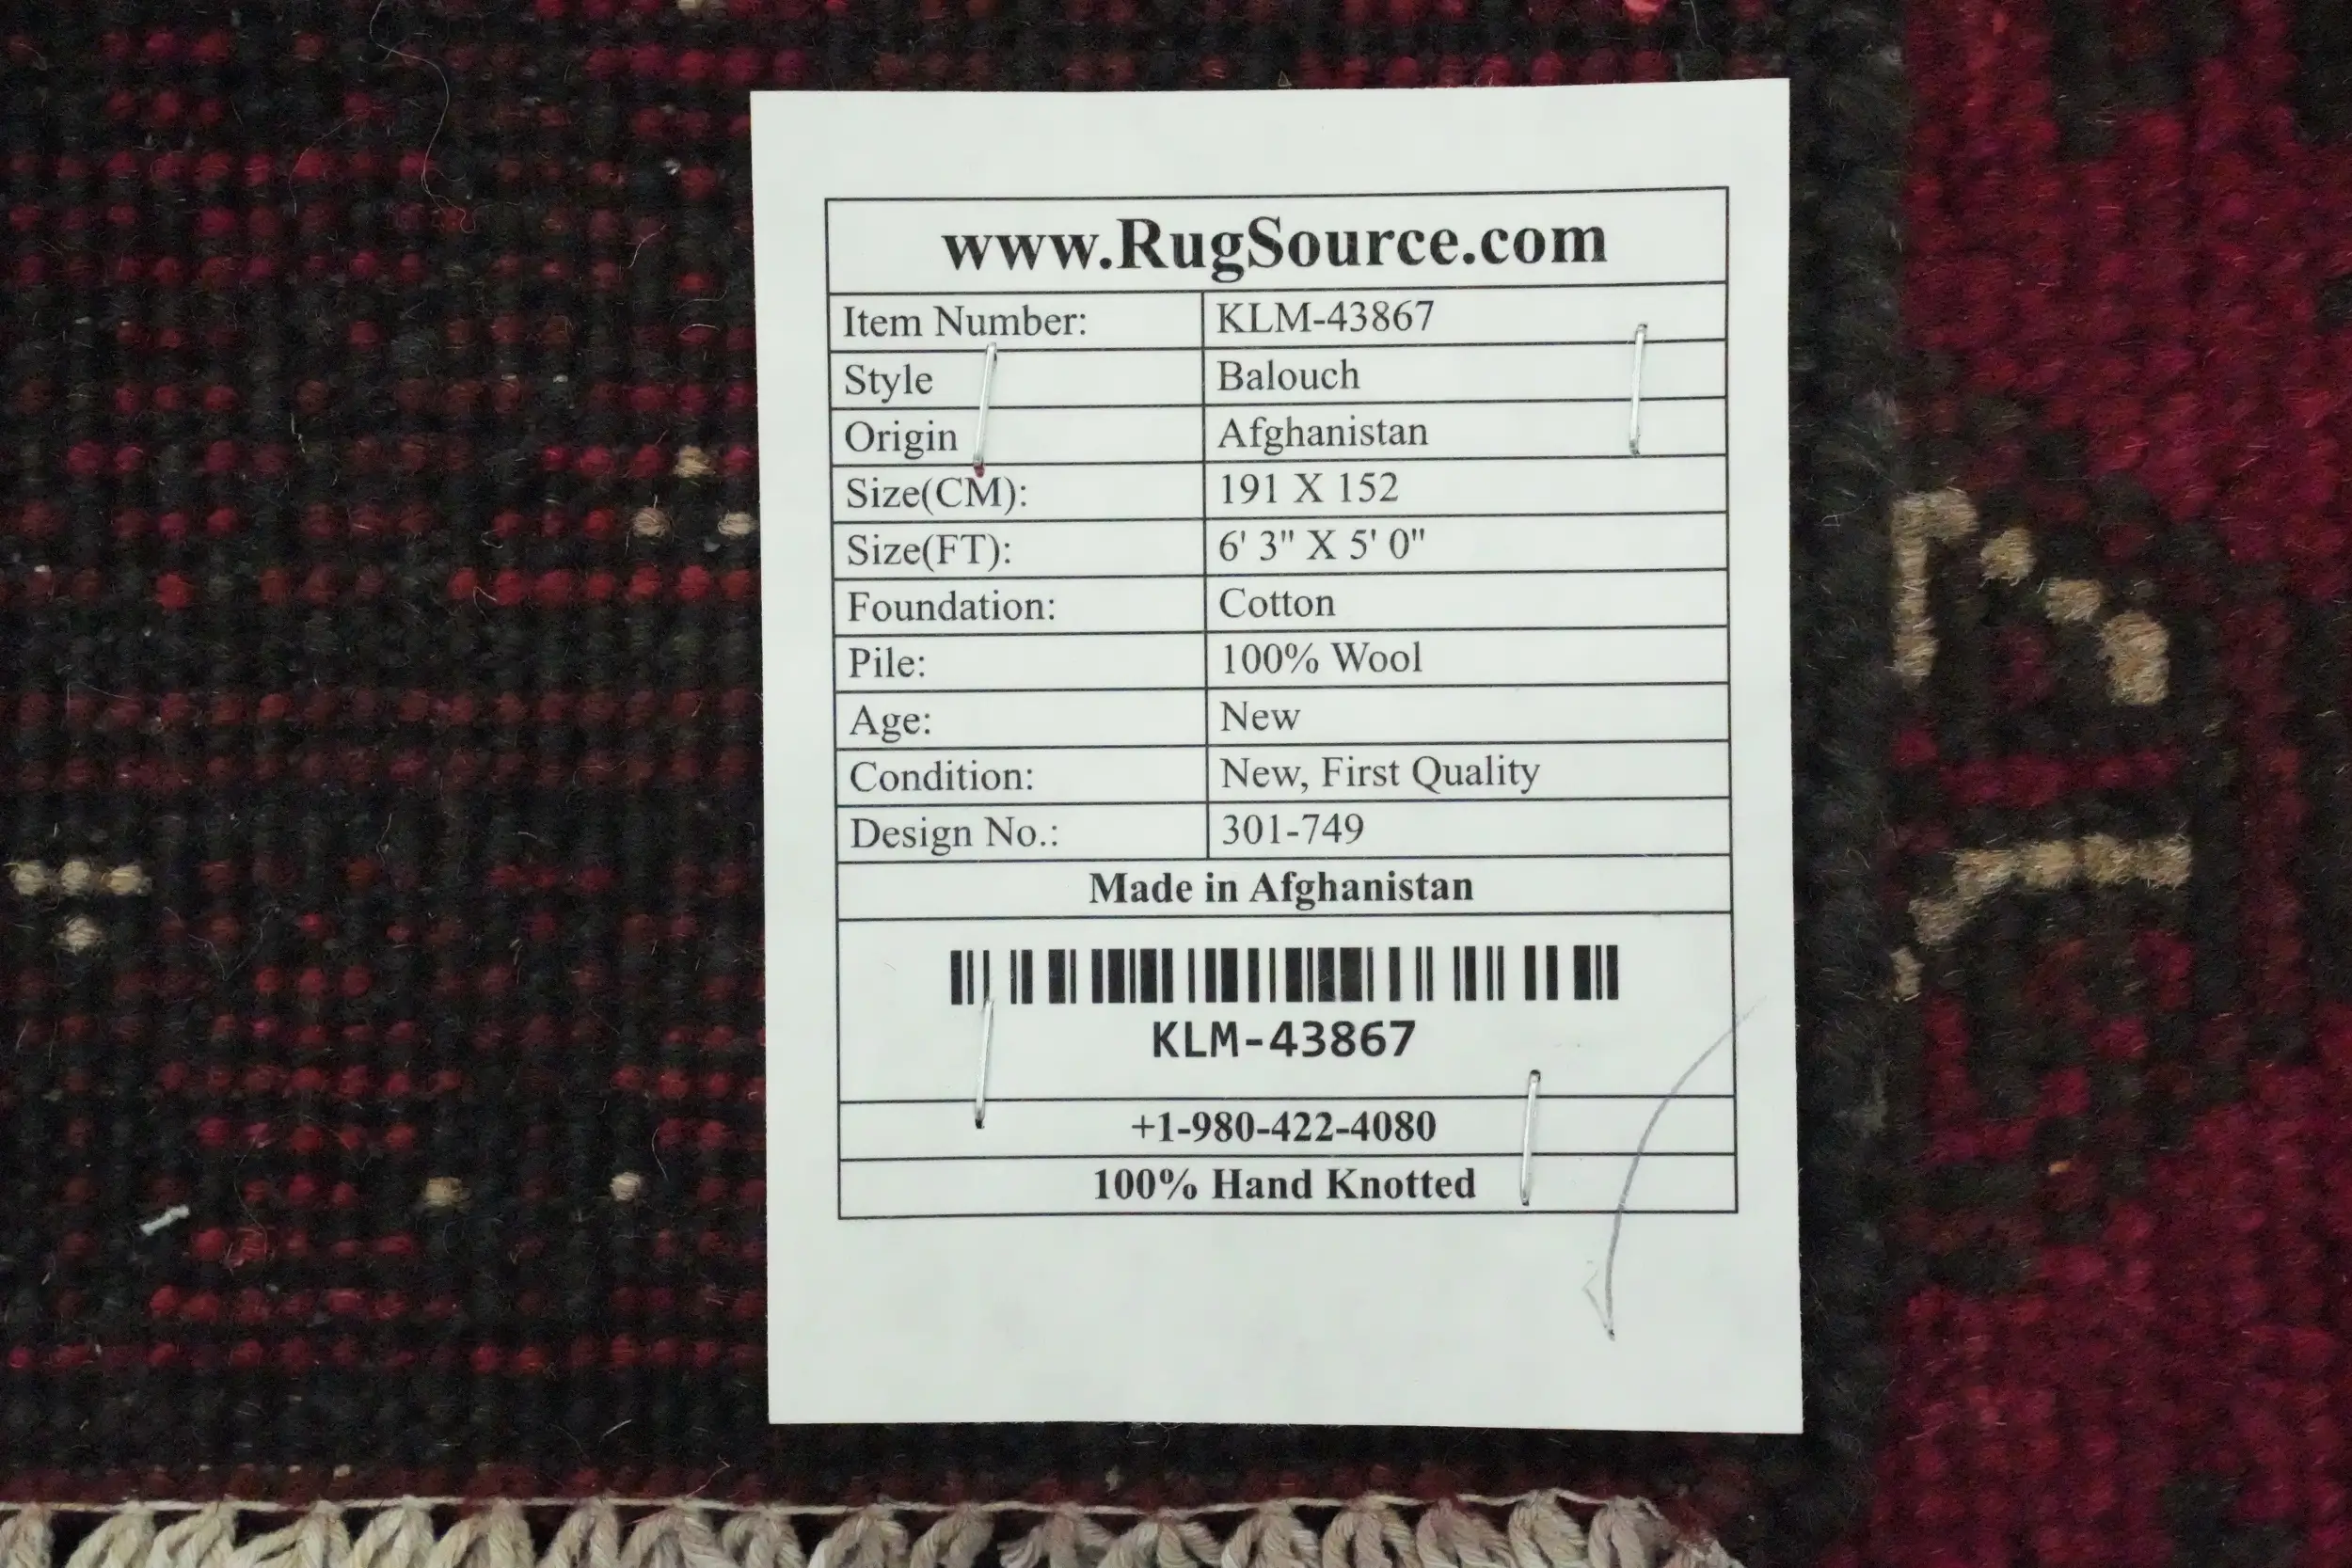 www.RugSource.com
Item Number: KLM-43867
Style Balouch
Origin Afghanistan
Size(CM): 191 X 152
Size(FT): 6' 3" X 5' 0"
Foundation: Cotton
Pile: 100% Wool
Age: New
Condition: New, First Quality
Design No.: 301-749
Made in Afghanistan
KLM-43867
+1-980-422-4080
100% Hand Knotted